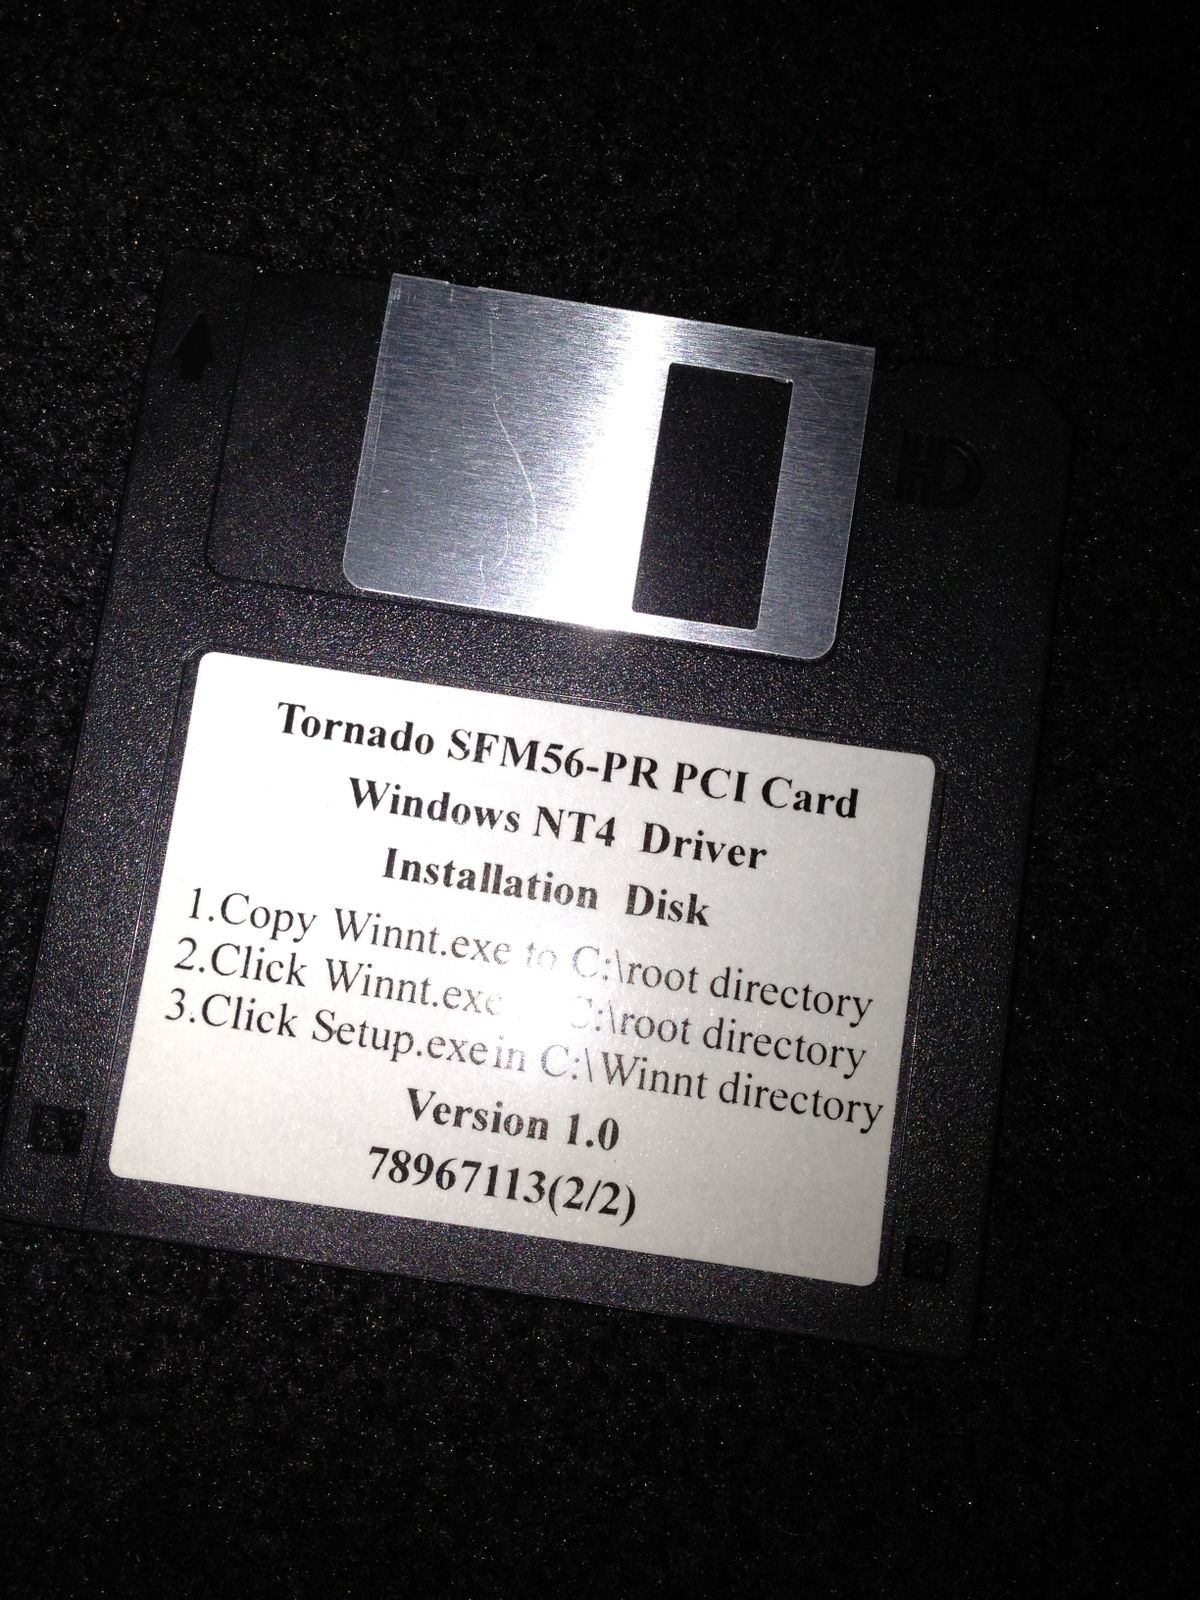 HD
Tornado SFM56-PR PCI Card
Windows NT4 Driver
Installation Disk
1.Copy Winnt.exe to C:\root directory
2.Click Winnt.exe C:\root directory
3.Click Setup.exe in C:\Winnt directory
Version 1.0
78967113(2/2)